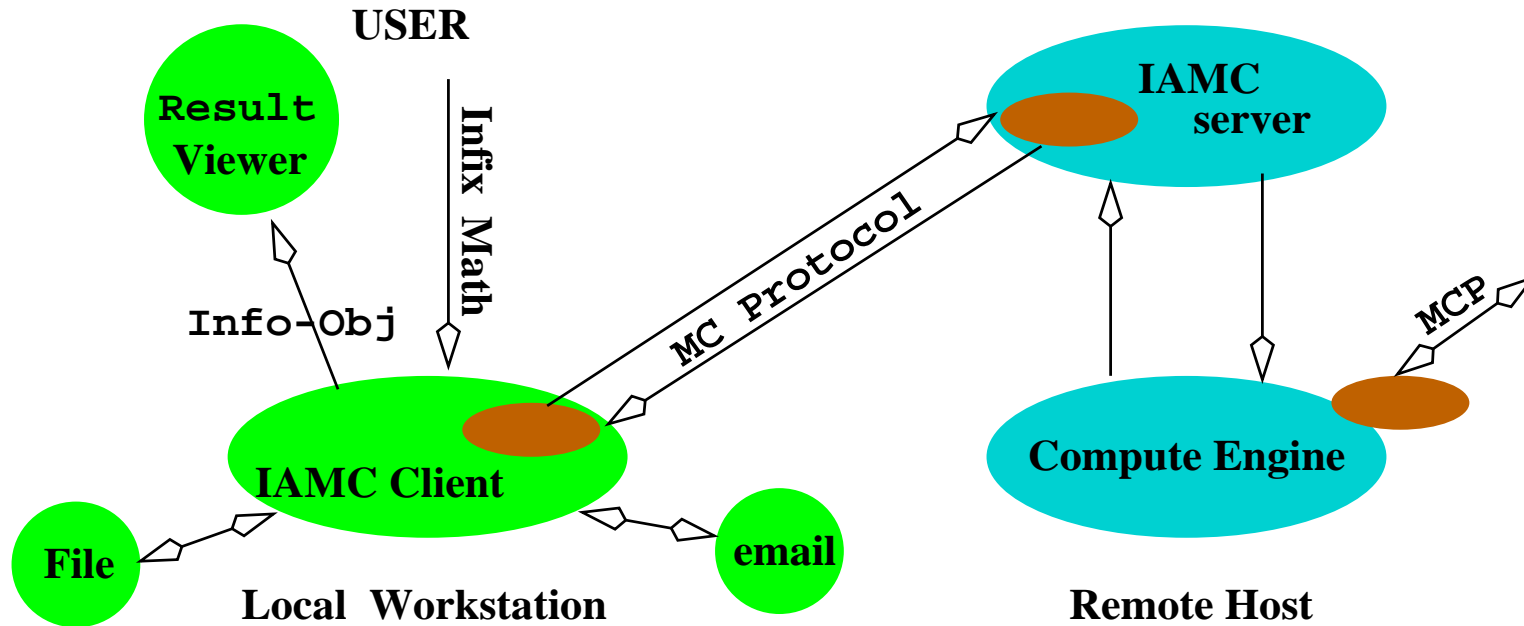 USER
Result
Viewer
Infix Math
Info-Obj
MC Protocol
IAMC
server
MCP
Compute Engine
IAMC Client
File
email
Local Workstation
Remote Host